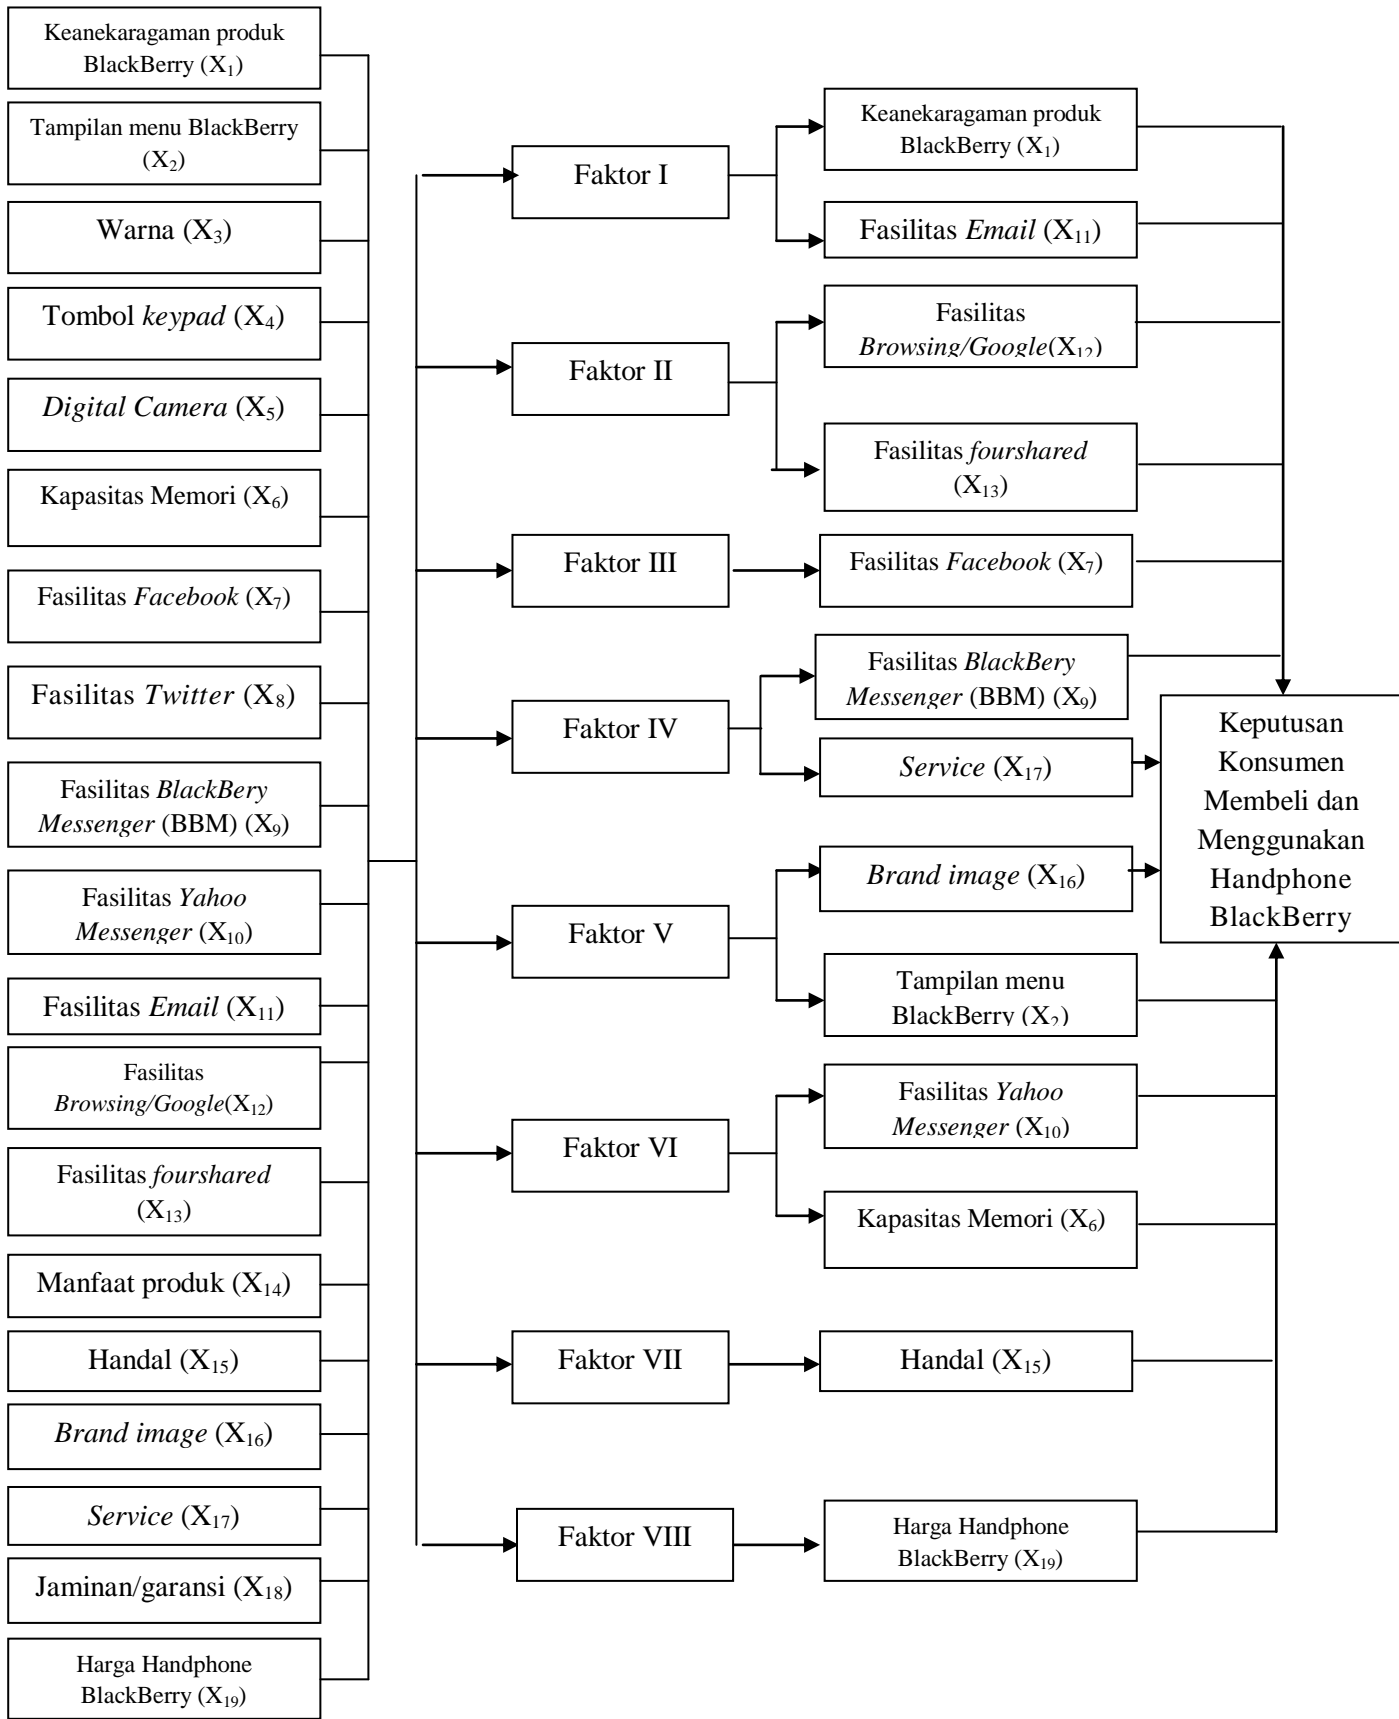 Keanekaragaman produk
BlackBerry (X₁)
Tampilan menu BlackBerry
(X₂)
Warna (X₃)
Tombol keypad (X₄)
Digital Camera (X₅)
Kapasitas Memori (X₆)
Fasilitas Facebook (X₇)
Fasilitas Twitter (X₈)
Fasilitas BlackBery
Messenger (BBM) (X₉)
Fasilitas Yahoo
Messenger (X₁₀)
Fasilitas Email (X₁₁)
Fasilitas
Browsing/Google(X₁₂)
Fasilitas fourshared
(X₁₃)
Manfaat produk (X₁₄)
Handal (X₁₅)
Brand image (X₁₆)
Service (X₁₇)
Jaminan/garansi (X₁₈)
Harga Handphone
BlackBerry (X₁₉)
Faktor I
Faktor II
Faktor III
Faktor IV
Faktor V
Faktor VI
Faktor VII
Faktor VIII
Keanekaragaman produk
BlackBerry (X₁)
Fasilitas Email (X₁₁)
Fasilitas
Browsing/Google(X₁₂)
Fasilitas fourshared
(X₁₃)
Fasilitas Facebook (X₇)
Fasilitas BlackBery
Messenger (BBM) (X₉)
Service (X₁₇)
Brand image (X₁₆)
Tampilan menu
BlackBerry (X₂)
Fasilitas Yahoo
Messenger (X₁₀)
Kapasitas Memori (X₆)
Handal (X₁₅)
Harga Handphone
BlackBerry (X₁₉)
Keputusan
Konsumen
Membeli dan
Menggunakan
Handphone
BlackBerry